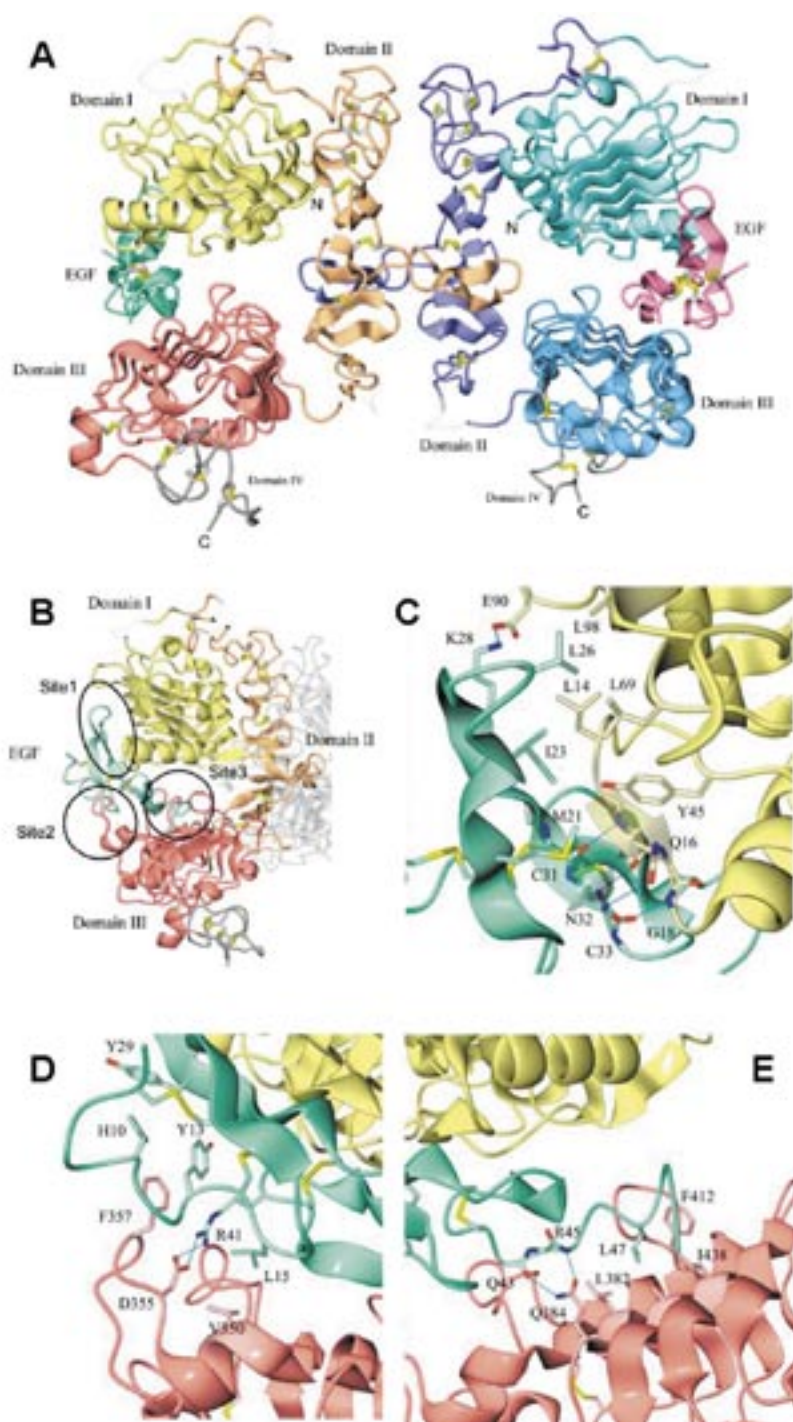 A
Domain II
Domain I
Domain I
N
N
EGF
EGF
Domain III
Domain III
Domain II
Domain IV
Domain IV
C
C
B
Domain I
Site1
EGF
Domain II
Site3
Site2
Domain III
C
E90
K28
L98
L26
L14
L69
I23
Y45
M21
Q16
C31
N32
G18
C33
D
Y29
H10
Y13
F357
R41
L15
D355
V350
E
F412
R45
L47
I438
Q43
L382
Q384